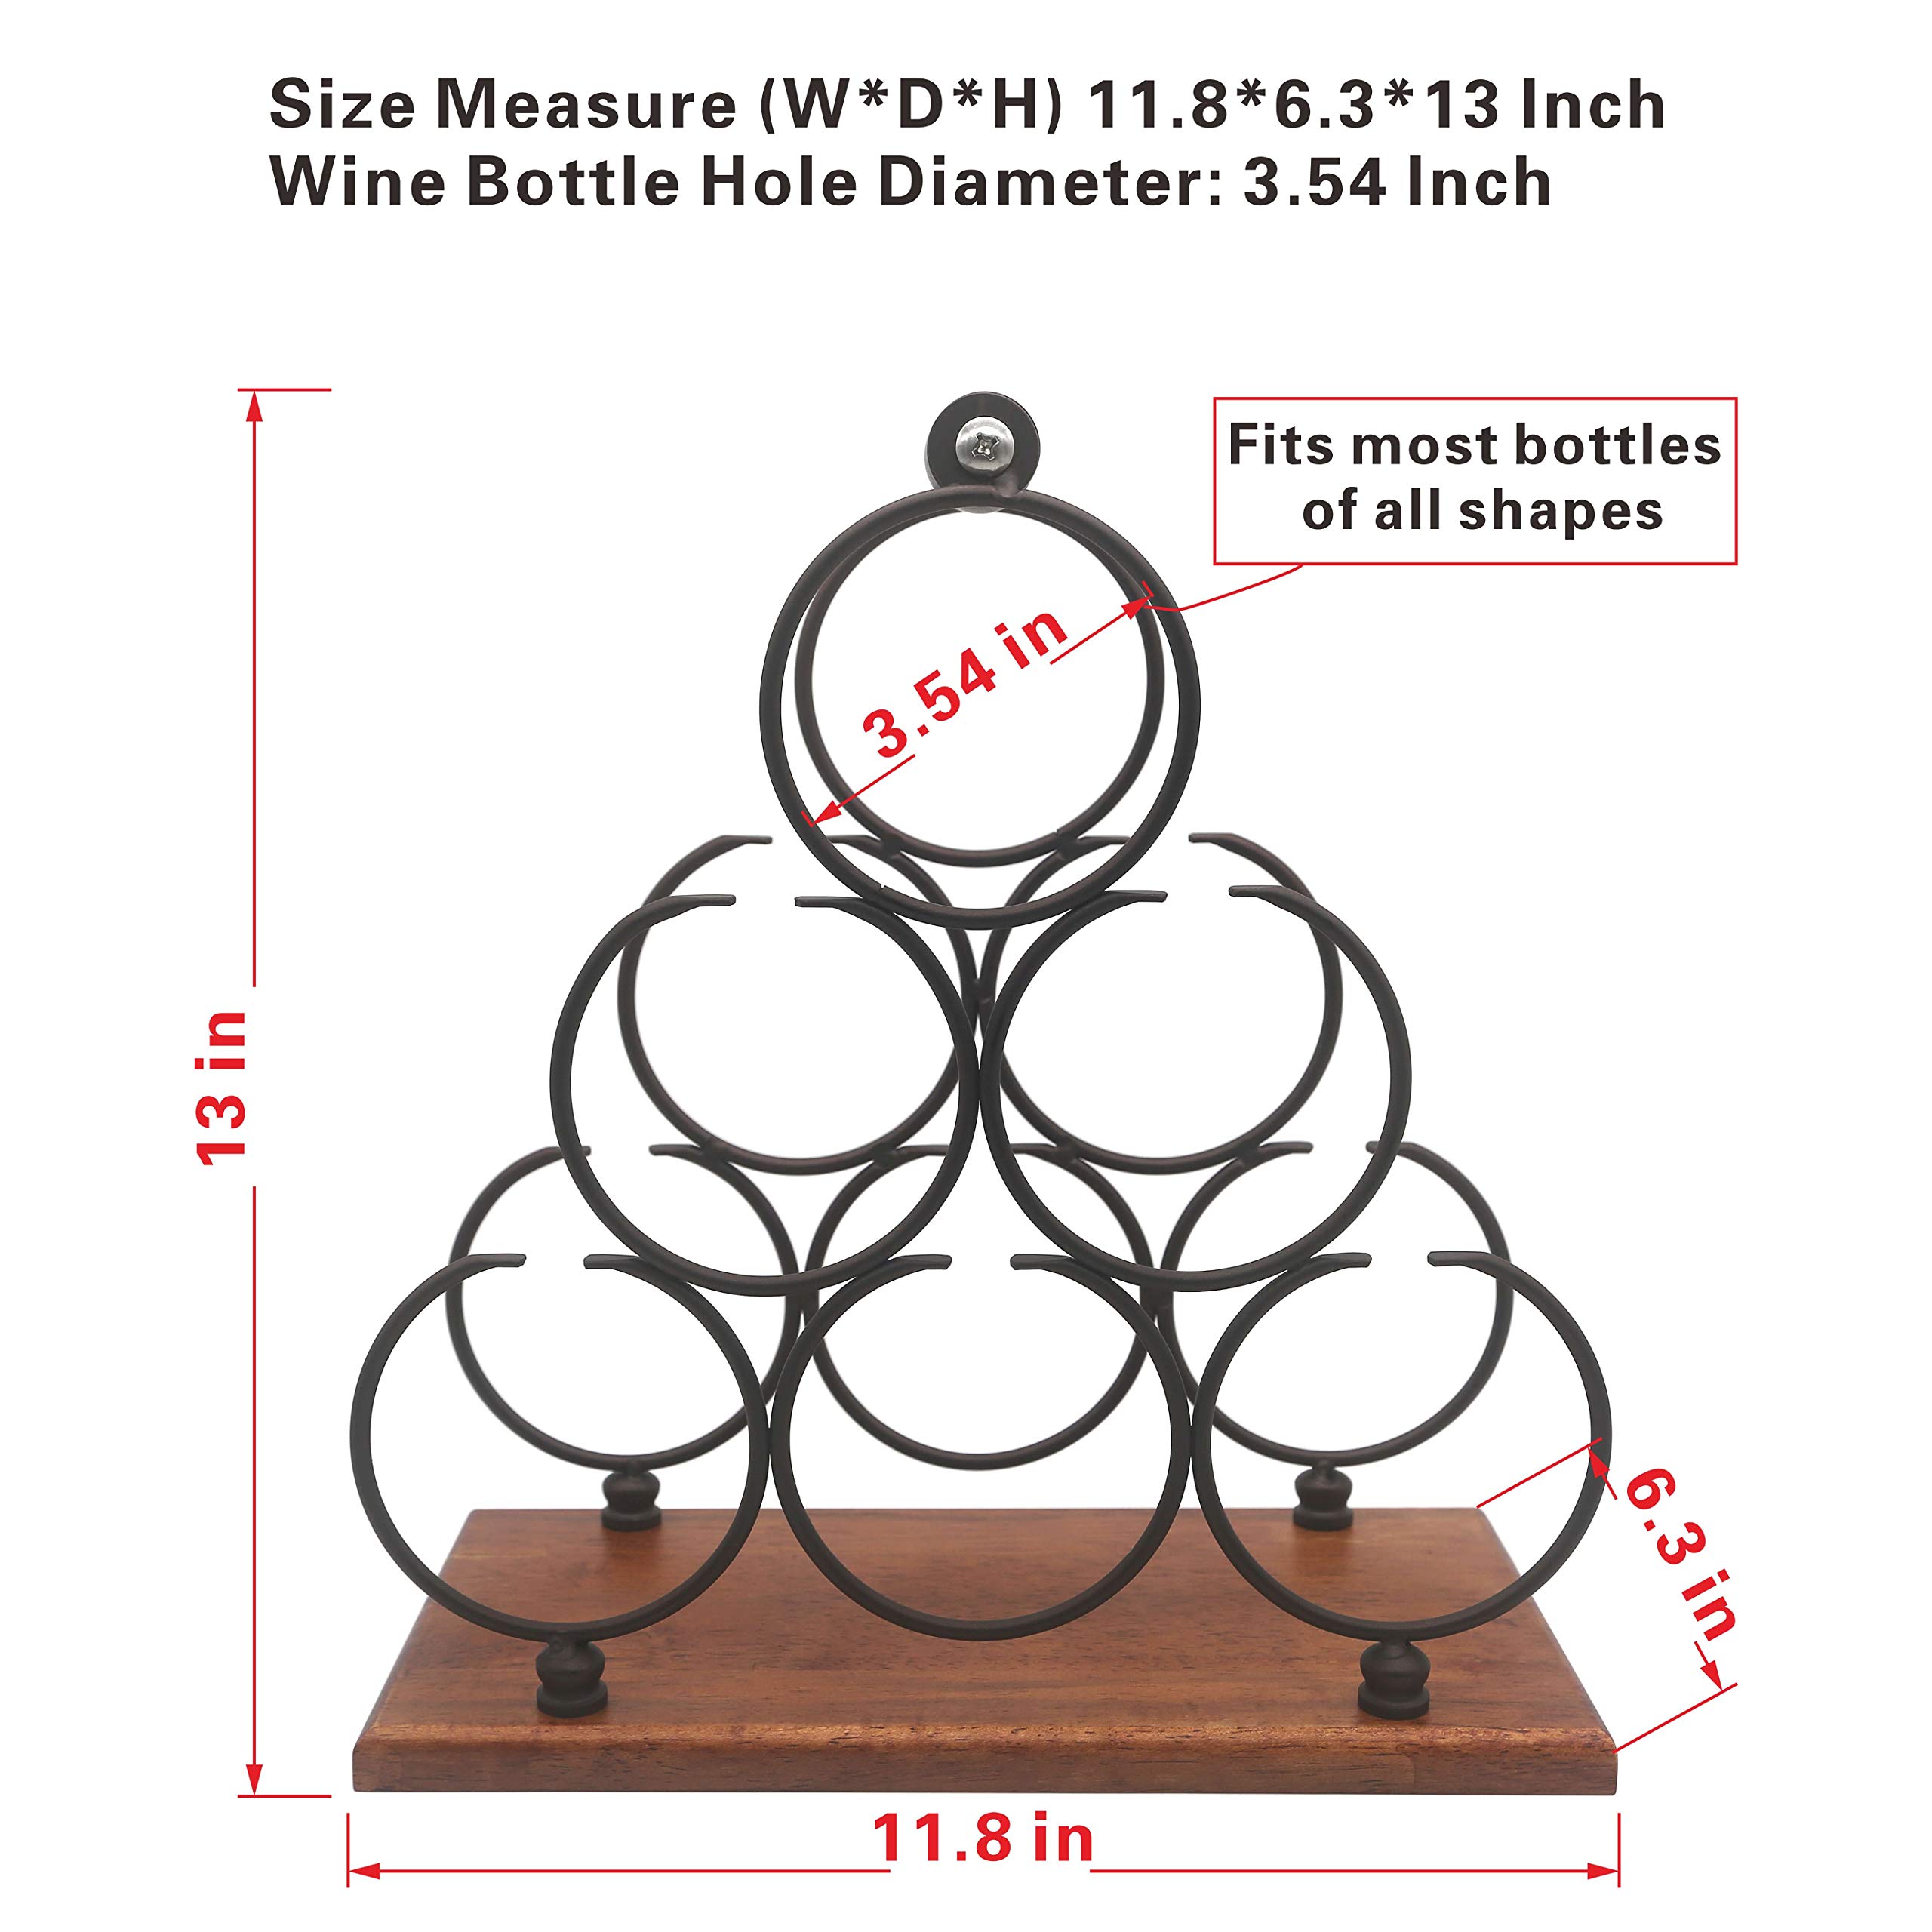 Size Measure (W*D*H) 11.8*6.3*13 Inch
Wine Bottle Hole Diameter: 3.54 Inch
Fits most bottles
of all shapes
3.54 in
13 in
6.3 in
11.8 in